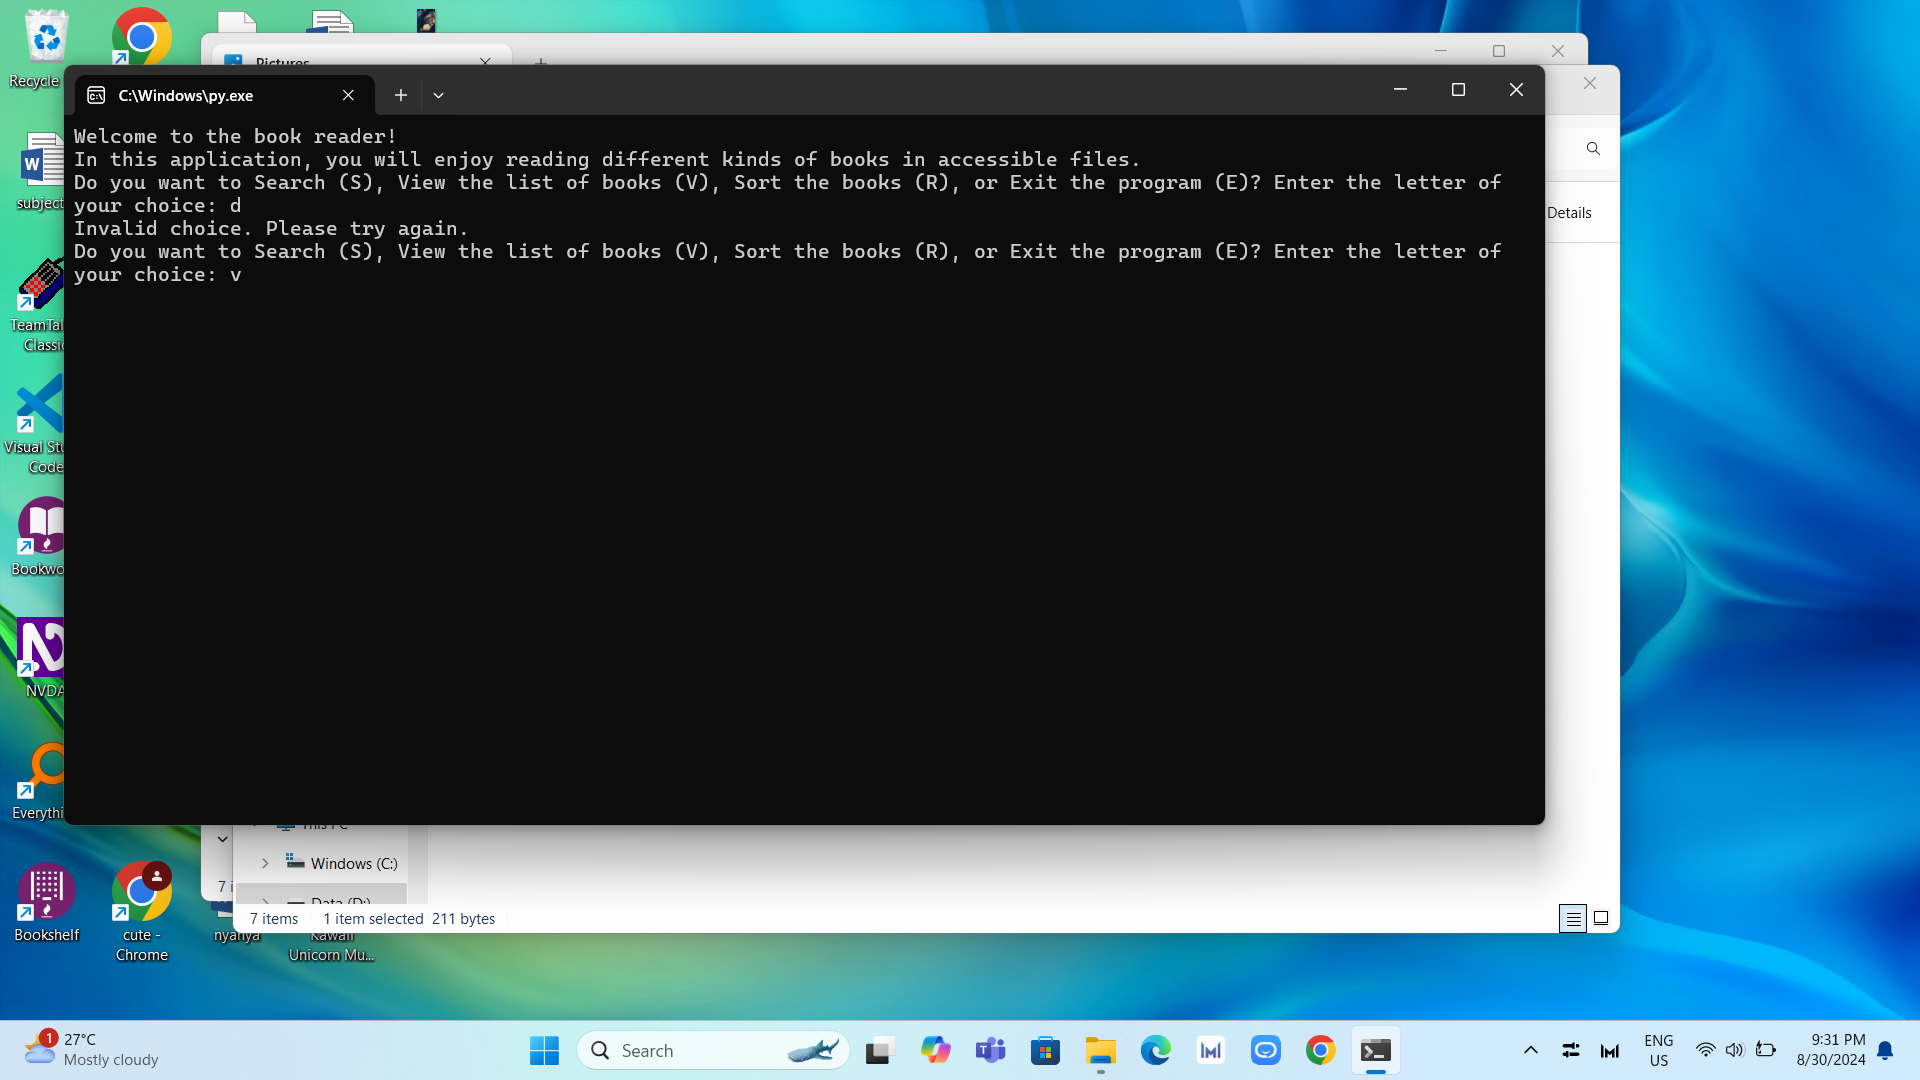 Recycle
Pictures
C:\Windows\py.exe
Welcome to the book reader!
In this application, you will enjoy reading different kinds of books in accessible files.
Do you want to Search (S), View the list of books (V), Sort the books (R), or Exit the program (E)? Enter the letter of
your choice: d
Invalid choice. Please try again.
Do you want to Search (S), View the list of books (V), Sort the books (R), or Exit the program (E)? Enter the letter of
your choice: v
Details
subject
TeamTal
Classic
Visual Stu
Code
Bookwo
NVDA
Everythi
This PC
Windows (C:)
Data (D:)
7 i
7 items
1 item selected 211 bytes
Bookshelf
cute -
Chrome
nyanya
Kawaii
Unicorn Mu...
1
27°C
Mostly cloudy
Search
ENG
US
9:31 PM
8/30/2024